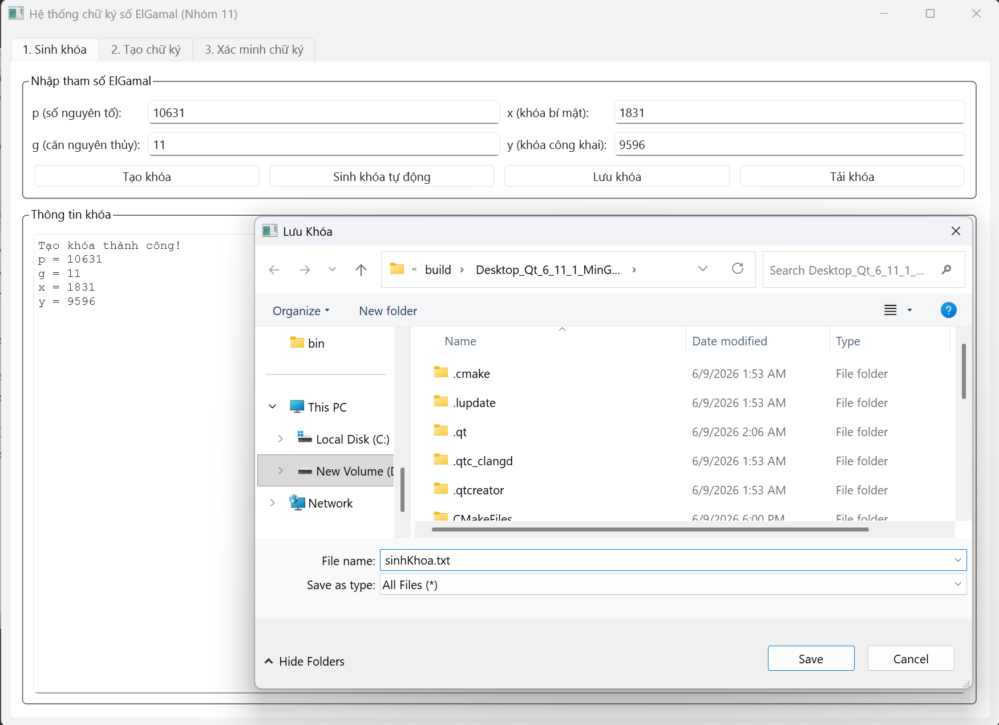 Hệ thống chữ ký số ElGamal (Nhóm 11)
1. Sinh khóa
2. Tạo chữ ký
3. Xác minh chữ ký
Nhập tham số ElGamal
p (số nguyên tố):
10631
x (khóa bí mật):
1831
g (căn nguyên thủy):
11
y (khóa công khai):
9596
Tạo khóa
Sinh khóa tự động
Lưu khóa
Tải khóa
Thông tin khóa
Tạo khóa thành công!
p = 10631
g = 11
x = 1831
y = 9596
Lưu Khóa
« build › Desktop_Qt_6_11_1_MinG... ›
Search Desktop_Qt_6_11_1_...
Organize
New folder
?
bin
This PC
Local Disk (C:)
New Volume (D
Network
Name
Date modified
Type
.cmake
6/9/2026 1:53 AM
File folder
.lupdate
6/9/2026 1:53 AM
File folder
.qt
6/9/2026 2:06 AM
File folder
.qtc_clangd
6/9/2026 1:53 AM
File folder
.qtcreator
6/9/2026 1:53 AM
File folder
CMakeFiles
6/9/2026 6:00 PM
File folder
File name:
sinhKhoa.txt
Save as type:
All Files (*)
Hide Folders
Save
Cancel